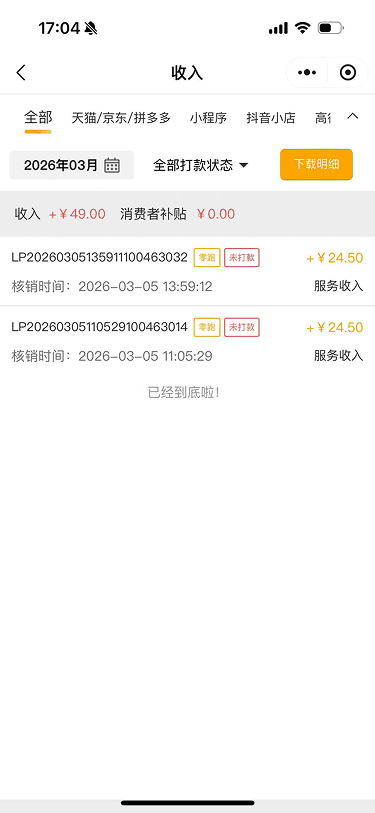 17:04
收入
全部 天猫/京东/拼多多 小程序 抖音小店
2026年03月 全部打款状态 下载明细
收入 +￥49.00 消费者补贴 ￥0.00
LP20260305135911100463032 零跑 未打款 +￥24.50
核销时间：2026-03-05 13:59:12 服务收入
LP20260305110529100463014 零跑 未打款 +￥24.50
核销时间：2026-03-05 11:05:29 服务收入
已经到底啦！